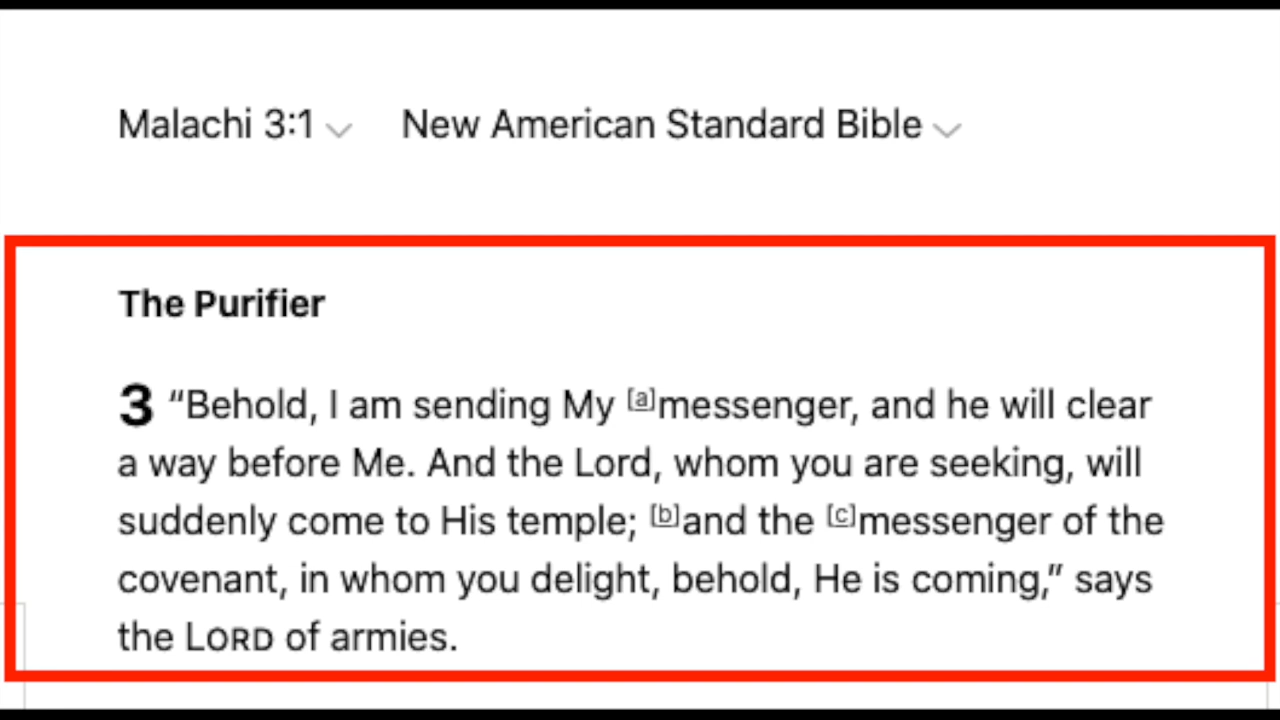 Malachi 3:1 New American Standard Bible
The Purifier
3 “Behold, I am sending My [a]messenger, and he will clear
a way before Me. And the Lord, whom you are seeking, will
suddenly come to His temple; [b]and the [c]messenger of the
covenant, in whom you delight, behold, He is coming,” says
the LORD of armies.